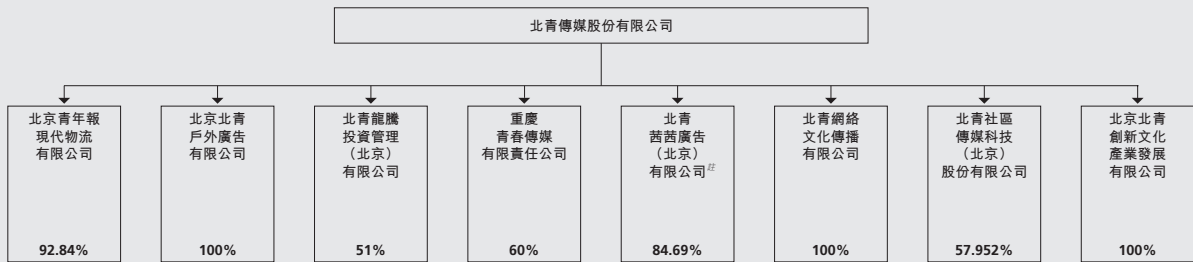 北青傳媒股份有限公司
北京青年報
現代物流
有限公司
92.84%
北京北青
戶外廣告
有限公司
100%
北青龍騰
投資管理
（北京）
有限公司
51%
重慶
青春傳媒
有限責任公司
60%
北青
茜茜廣告
（北京）
有限公司註
84.69%
北青網絡
文化傳播
有限公司
100%
北青社區
傳媒科技
（北京）
股份有限公司
57.952%
北京北青
創新文化
產業發展
有限公司
100%